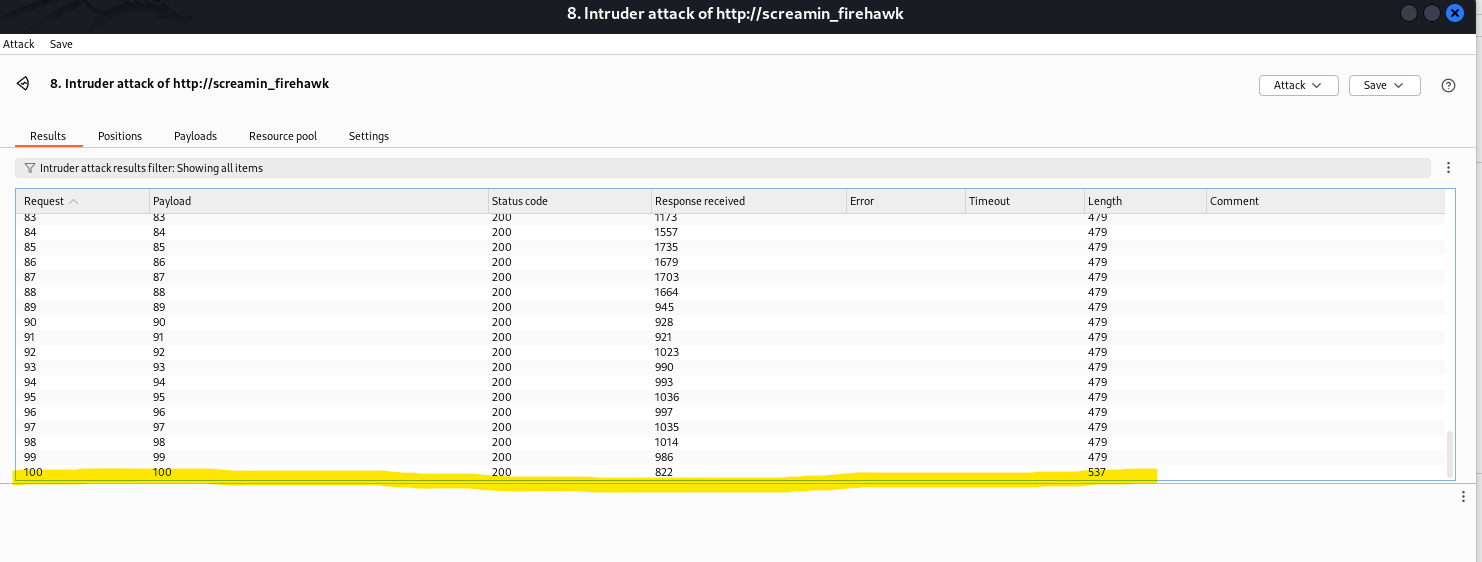 8. Intruder attack of http://screamin_firehawk
Attack Save
8. Intruder attack of http://screamin_firehawk
Attack Save ?
Results Positions Payloads Resource pool Settings
Intruder attack results filter: Showing all items
Request Payload Status code Response received Error Timeout Length Comment
83 83 200 1173 479
84 84 200 1557 479
85 85 200 1735 479
86 86 200 1679 479
87 87 200 1703 479
88 88 200 1664 479
89 89 200 945 479
90 90 200 928 479
91 91 200 921 479
92 92 200 1023 479
93 93 200 990 479
94 94 200 993 479
95 95 200 1036 479
96 96 200 997 479
97 97 200 1035 479
98 98 200 1014 479
99 99 200 986 479
100 100 200 822 537